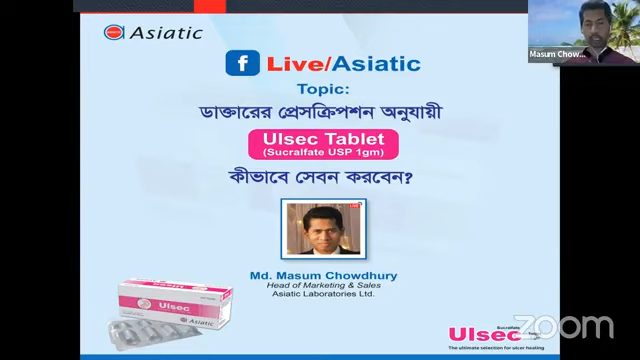 Asiatic
f Live/Asiatic
Topic:
ডাক্তারের প্রেসক্রিপশন অনুযায়ী
Ulsec Tablet
(Sucralfate USP 1gm)
কীভাবে সেবন করবেন?
Md. Masum Chowdhury
Head of Marketing & Sales
Asiatic Laboratories Ltd.
Masum Chow...
Ulsec
Asiatic
Sucralfate
Ulsec
The ultimate selection for ulcer healing
zoom